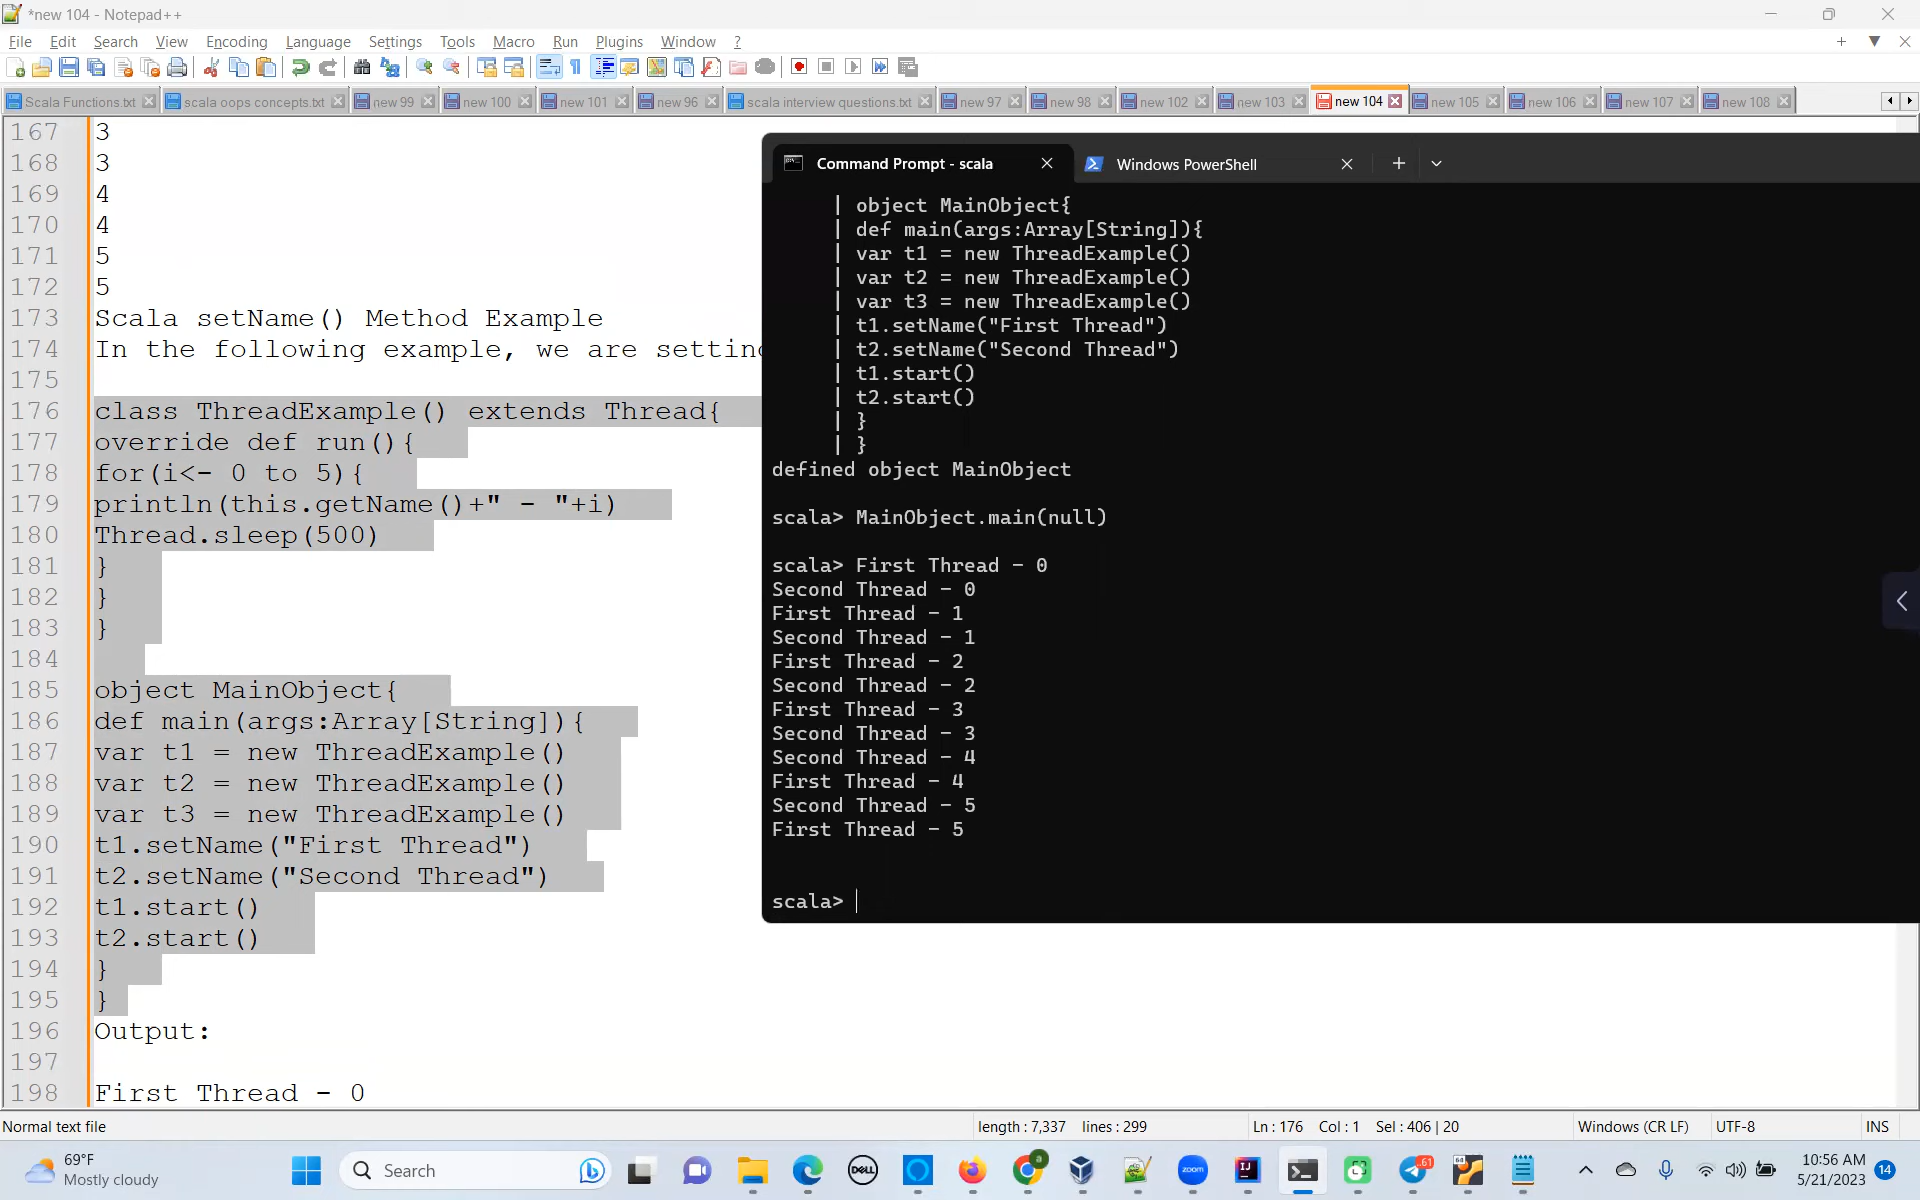 *new 104 - Notepad++
File Edit Search View Encoding Language Settings Tools Macro Run Plugins Window ?
Scala Functions.txt scala oops concepts.txt new 99 new 100 new 101 new 96 scala interview questions.txt new 97 new 98 new 102 new 103 new 104 new 105 new 106 new 107 new 108
167 3
168 3
169 4
170 4
171 5
172 5
173 Scala setName() Method Example
174 In the following example, we are setting
175
176 class ThreadExample() extends Thread{
177 override def run(){
178 for(i<- 0 to 5){
179 println(this.getName()+" - "+i)
180 Thread.sleep(500)
181 }
182 }
183 }
184
185 object MainObject{
186 def main(args:Array[String]){
187 var t1 = new ThreadExample()
188 var t2 = new ThreadExample()
189 var t3 = new ThreadExample()
190 t1.setName("First Thread")
191 t2.setName("Second Thread")
192 t1.start()
193 t2.start()
194 }
195 }
196 Output:
197
198 First Thread - 0
Command Prompt - scala Windows PowerShell
| object MainObject{
| def main(args:Array[String]){
| var t1 = new ThreadExample()
| var t2 = new ThreadExample()
| var t3 = new ThreadExample()
| t1.setName("First Thread")
| t2.setName("Second Thread")
| t1.start()
| t2.start()
| }
| }
defined object MainObject
scala> MainObject.main(null)
scala> First Thread - 0
Second Thread - 0
First Thread - 1
Second Thread - 1
First Thread - 2
Second Thread - 2
First Thread - 3
Second Thread - 3
Second Thread - 4
First Thread - 4
Second Thread - 5
First Thread - 5
scala>
Normal text file length : 7,337 lines : 299 Ln : 176 Col : 1 Sel : 406 | 20 Windows (CR LF) UTF-8 INS
69°F
Mostly cloudy
Search
DELL
zoom
IJ
61
64
10:56 AM
5/21/2023
14